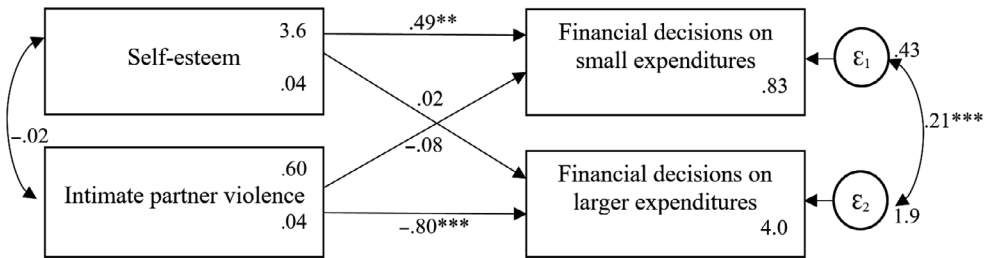 3.6
Self-esteem
.04
.49**
Financial decisions on
small expenditures
.83
ε1
.43
.02
–.08
–.02
.21***
.60
Intimate partner violence
.04
–.80***
Financial decisions on
larger expenditures
4.0
ε2
1.9